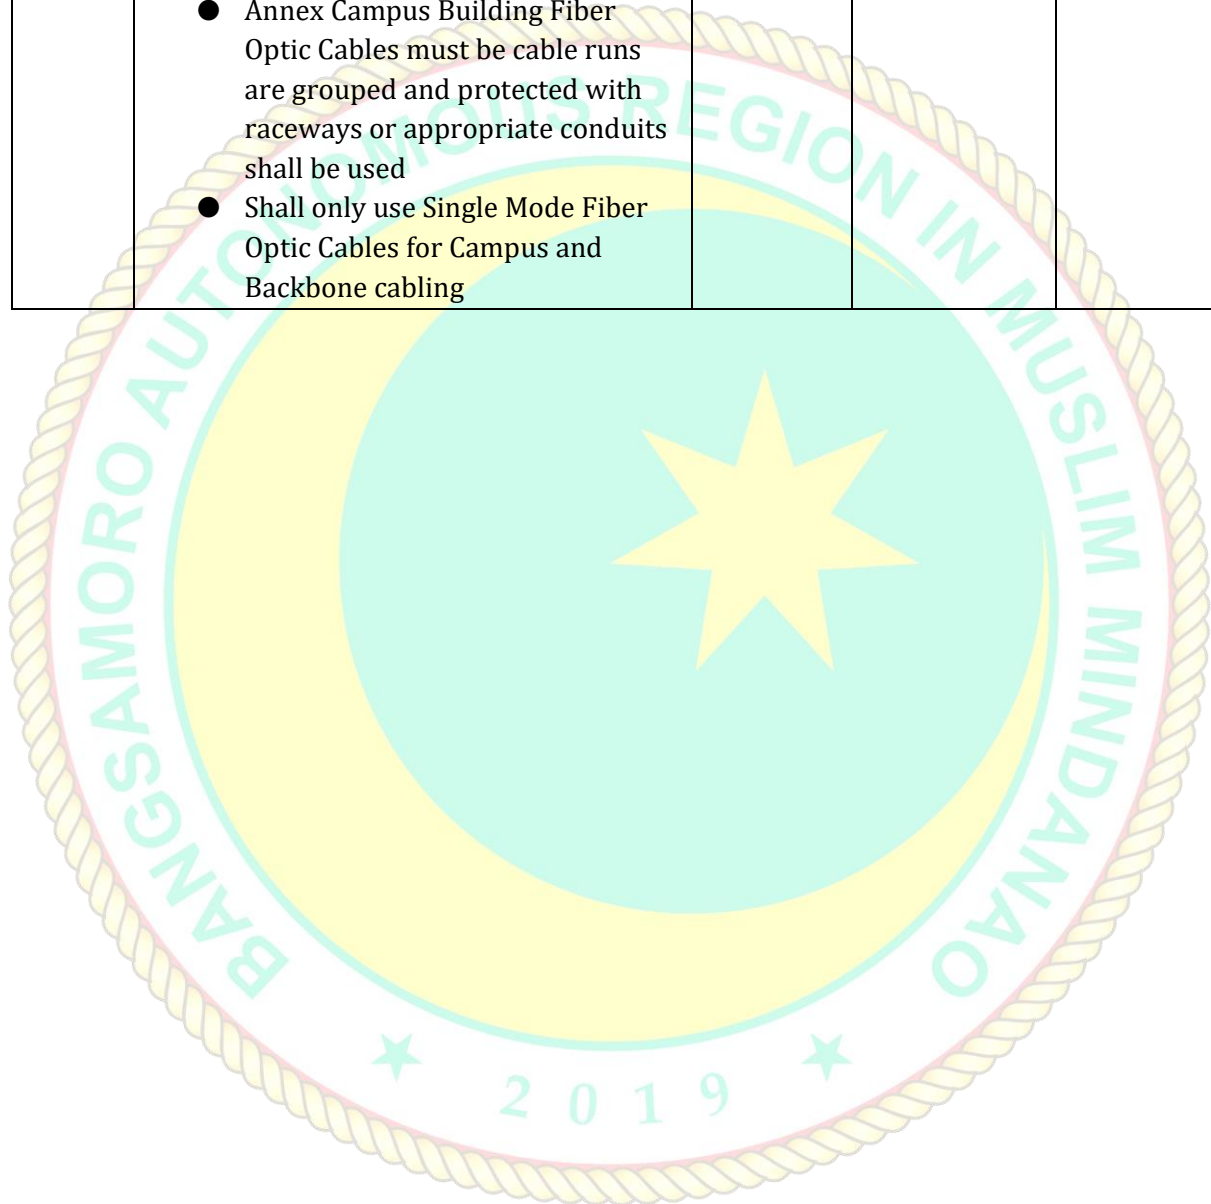 ● Annex Campus Building Fiber
Optic Cables must be cable runs
are grouped and protected with
raceways or appropriate conduits
shall be used
● Shall only use Single Mode Fiber
Optic Cables for Campus and
Backbone cabling
BANGSAMORO AUTONOMOUS REGION IN MUSLIM MINDANAO
2019